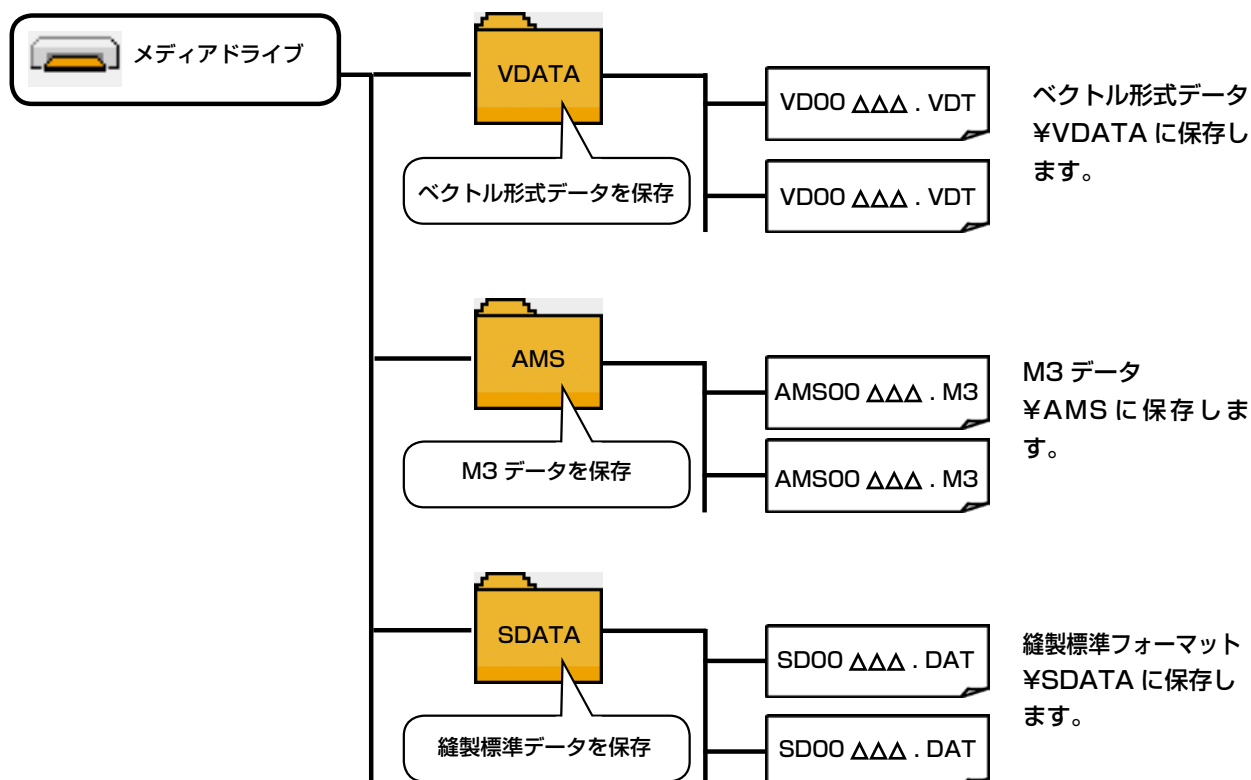 メディアドライブ
VDATA
ベクトル形式データを保存
VD00 △△△ . VDT
VD00 △△△ . VDT
ベクトル形式データ
¥VDATA に保存し
ます。
AMS
M3 データを保存
AMS00 △△△ . M3
AMS00 △△△ . M3
M3 データ
¥AMS に保存しま
す。
SDATA
縫製標準データを保存
SD00 △△△ . DAT
SD00 △△△ . DAT
縫製標準フォーマット
¥SDATA に保存し
ます。